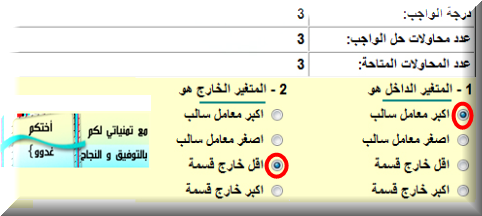 درجة الواجب: 3
عدد محاولات حل الواجب: 3
عدد المحاولات المتاحة: 3
1 - المتغير الداخل هو
اكبر معامل سالب
اصغر معامل سالب
اقل خارج قسمة
اكبر خارج قسمة
2 - المتغير الخارج هو
اكبر معامل سالب
اصغر معامل سالب
اقل خارج قسمة
اكبر خارج قسمة
مع تمنياتي لكم
بالتوفيق و النجاح
أختكم
غدوو}